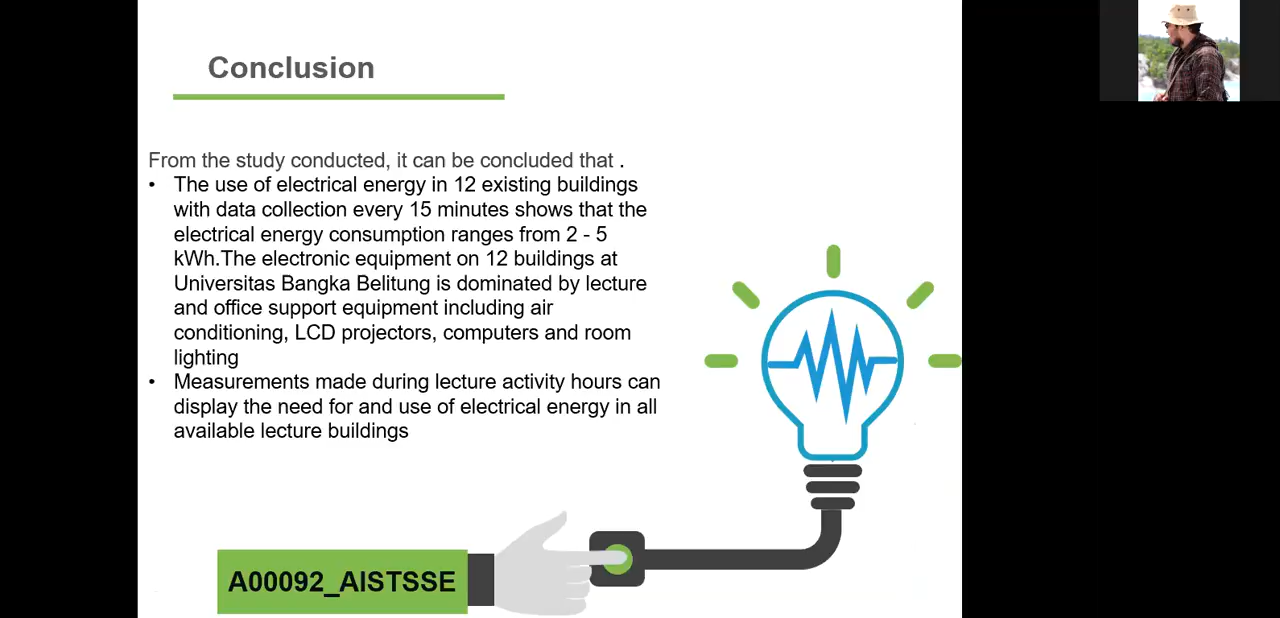 Conclusion
From the study conducted, it can be concluded that .
• The use of electrical energy in 12 existing buildings
with data collection every 15 minutes shows that the
electrical energy consumption ranges from 2 - 5
kWh.The electronic equipment on 12 buildings at
Universitas Bangka Belitung is dominated by lecture
and office support equipment including air
conditioning, LCD projectors, computers and room
lighting
• Measurements made during lecture activity hours can
display the need for and use of electrical energy in all
available lecture buildings
A00092_AISTSSE